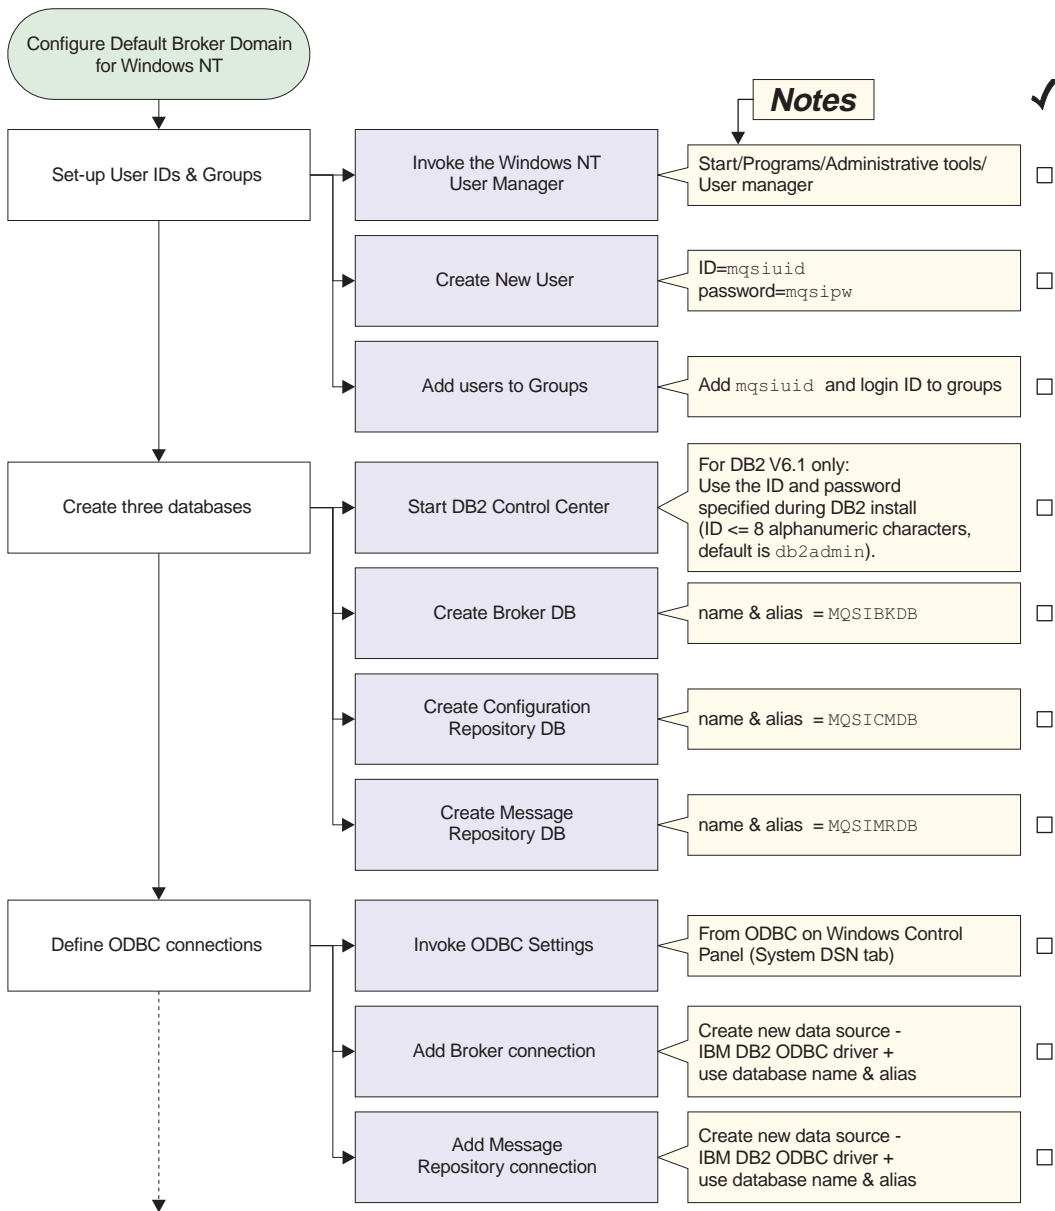 Configure Default Broker Domain
for Windows NT
Notes
Set-up User IDs & Groups
Invoke the Windows NT
User Manager
Start/Programs/Administrative tools/
User manager
Create New User
ID=mqsiuid
password=mqsipw
Add users to Groups
Add mqsiuid and login ID to groups
Create three databases
Start DB2 Control Center
For DB2 V6.1 only:
Use the ID and password
specified during DB2 install
(ID <= 8 alphanumeric characters,
default is db2admin).
Create Broker DB
name & alias = MQSIBKDB
Create Configuration
Repository DB
name & alias = MQSICMDB
Create Message
Repository DB
name & alias = MQSIMRDB
Define ODBC connections
Invoke ODBC Settings
From ODBC on Windows Control
Panel (System DSN tab)
Add Broker connection
Create new data source -
IBM DB2 ODBC driver +
use database name & alias
Add Message
Repository connection
Create new data source -
IBM DB2 ODBC driver +
use database name & alias